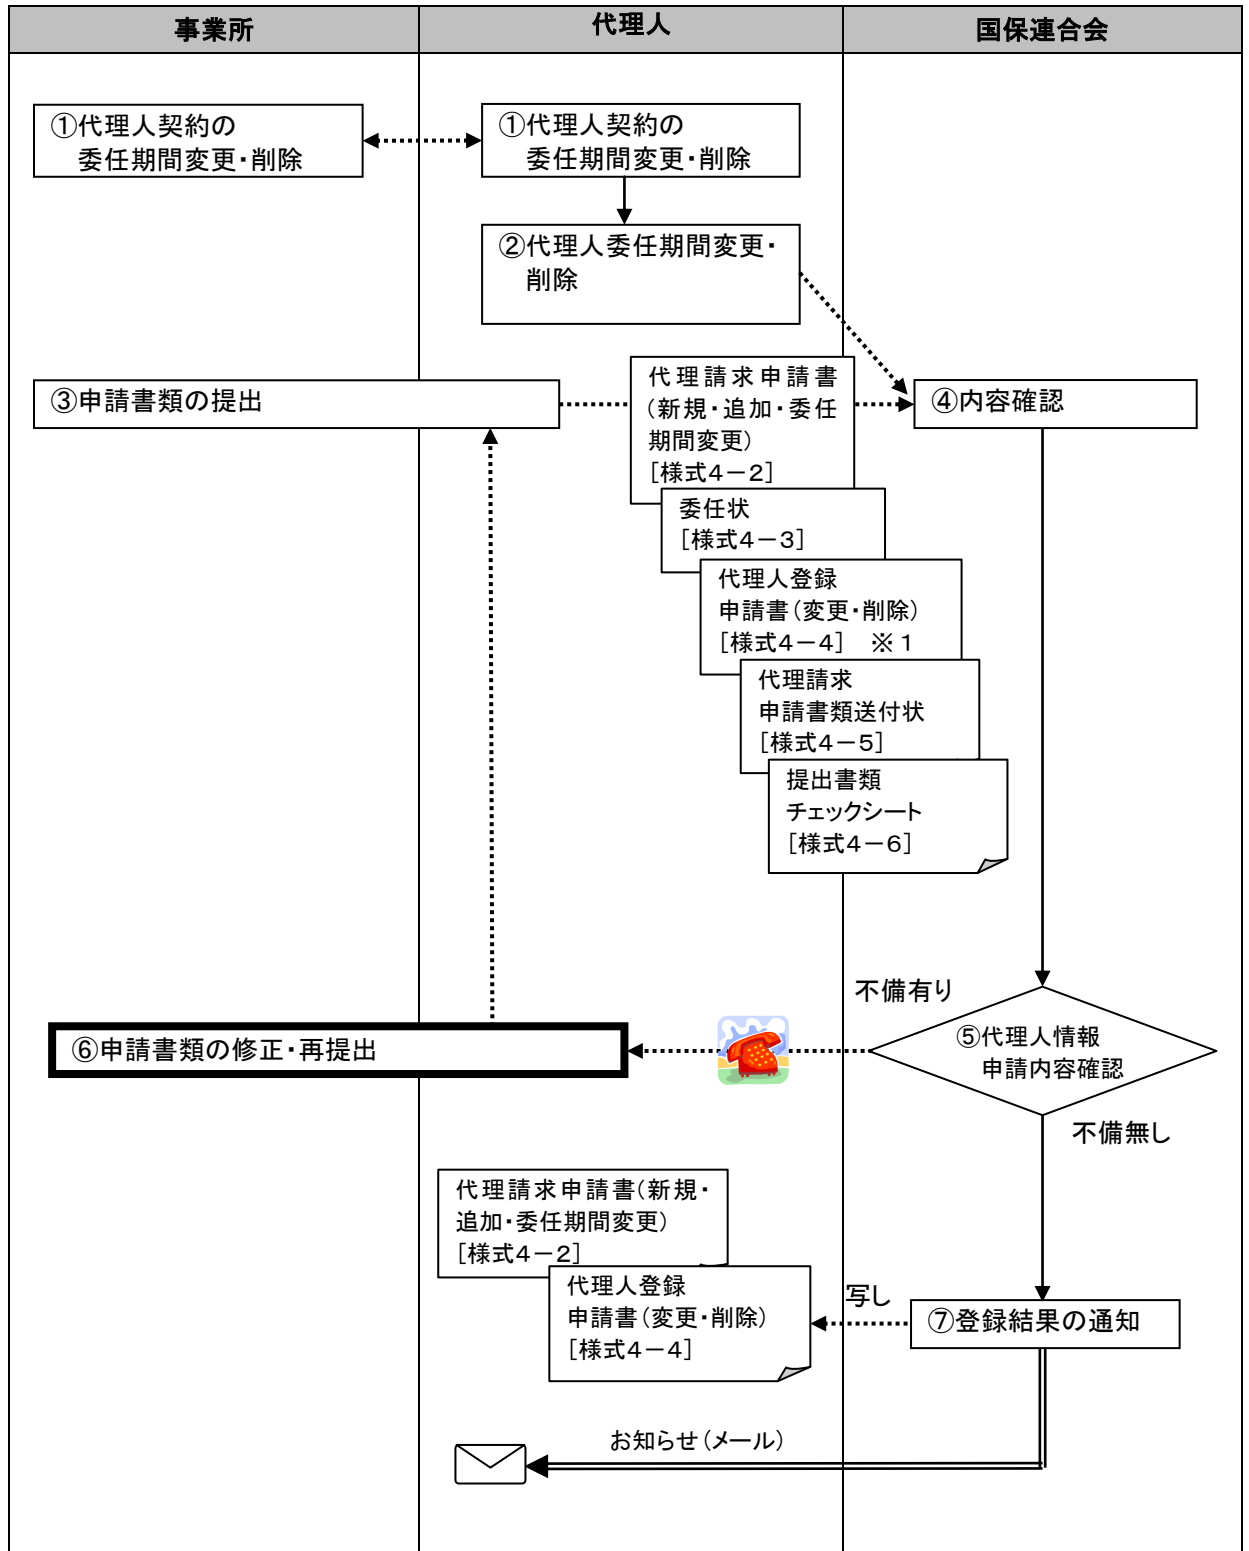 事業所
代理人
国保連合会
①代理人契約の
委任期間変更・削除
①代理人契約の
委任期間変更・削除
②代理人委任期間変更・
削除
③申請書類の提出
代理請求申請書
(新規・追加・委任
期間変更)
[様式4－2]
④内容確認
委任状
[様式4－3]
代理人登録
申請書(変更・削除)
[様式4－4] ※1
代理請求
申請書類送付状
[様式4－5]
提出書類
チェックシート
[様式4－6]
不備有り
⑤代理人情報
申請内容確認
⑥申請書類の修正・再提出
不備無し
代理請求申請書(新規・
追加・委任期間変更)
[様式4－2]
代理人登録
申請書(変更・削除)
[様式4－4]
写し
⑦登録結果の通知
お知らせ(メール)